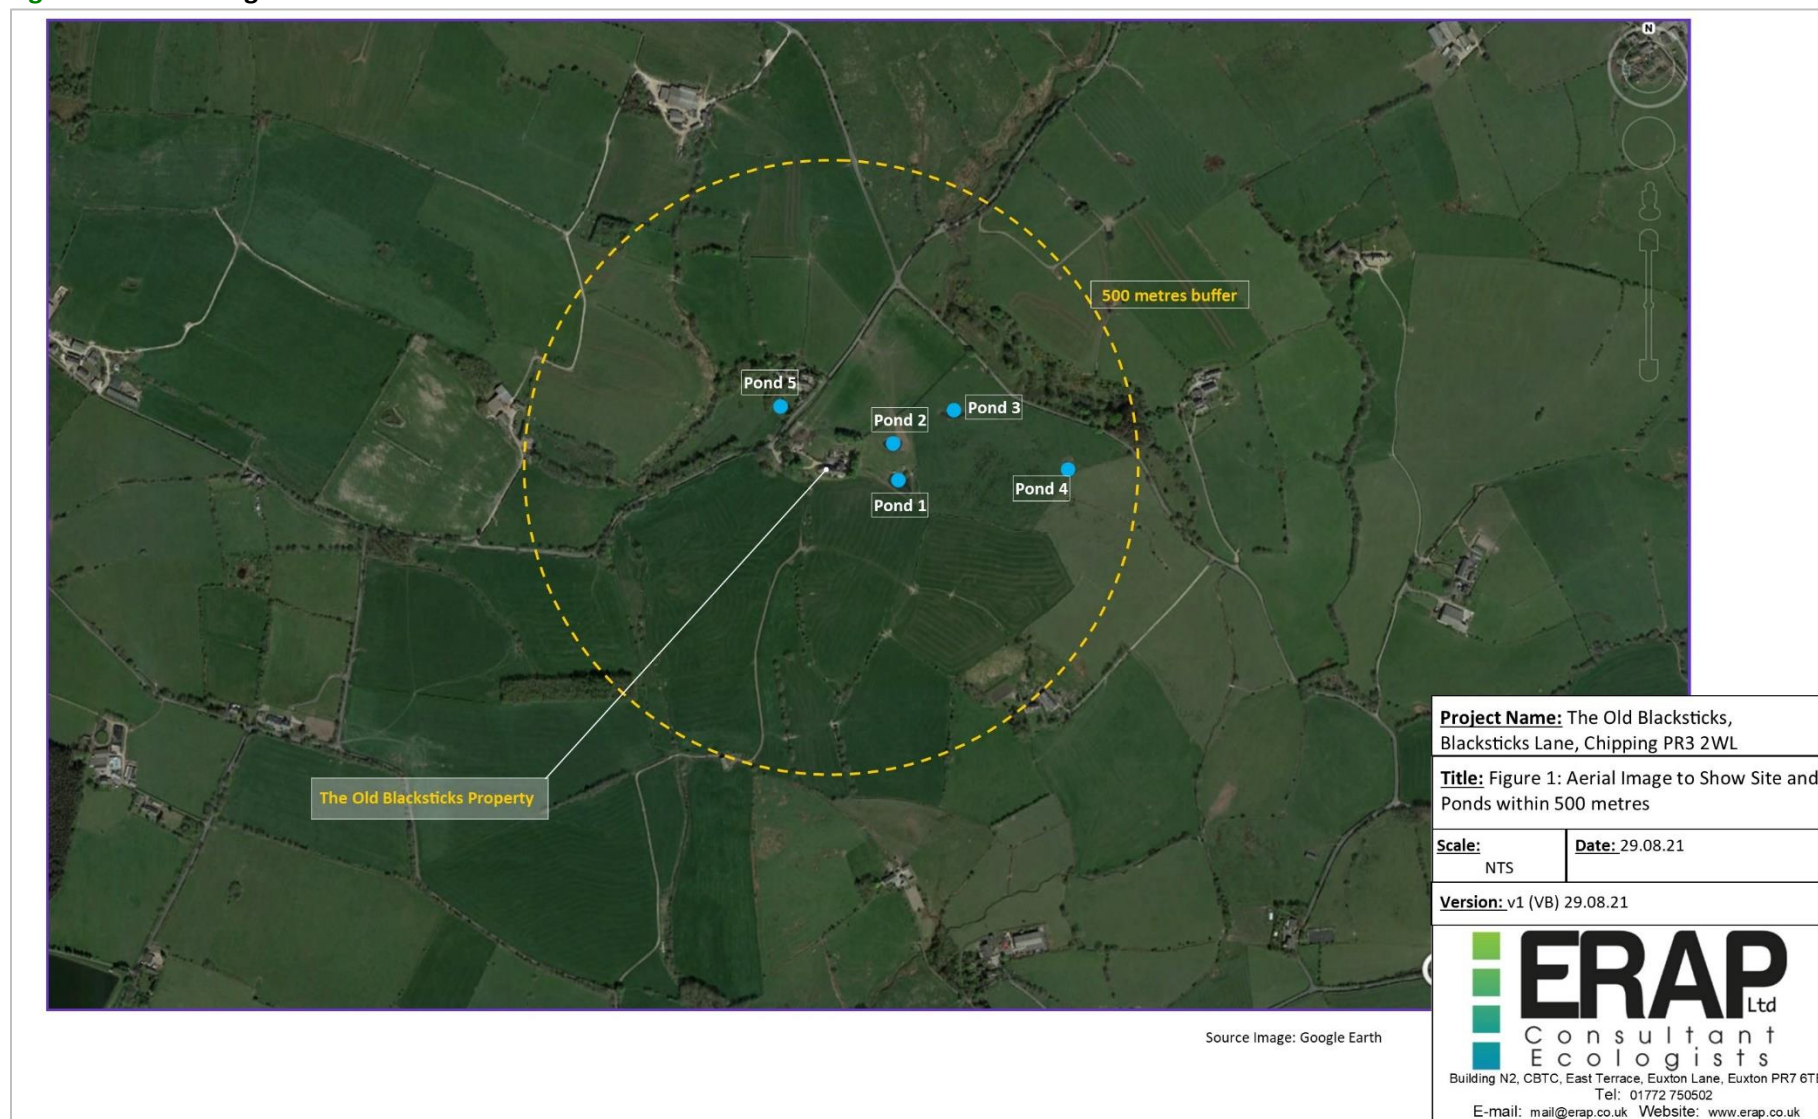 N
500 metres buffer
Pond 5
Pond 3
Pond 2
Pond 4
Pond 1
The Old Blacksticks Property
Project Name: The Old Blacksticks,
Blacksticks Lane, Chipping PR3 2WL
Title: Figure 1: Aerial Image to Show Site and
Ponds within 500 metres
Scale:
NTS
Date: 29.08.21
Version: v1 (VB) 29.08.21
Source Image: Google Earth
ERAP
Ltd
Consultant
Ecologists
Building N2, CBTC, East Terrace, Euxton Lane, Euxton PR7 6T
Tel: 01772 750502
E-mail: mail@erap.co.uk Website: www.erap.co.uk